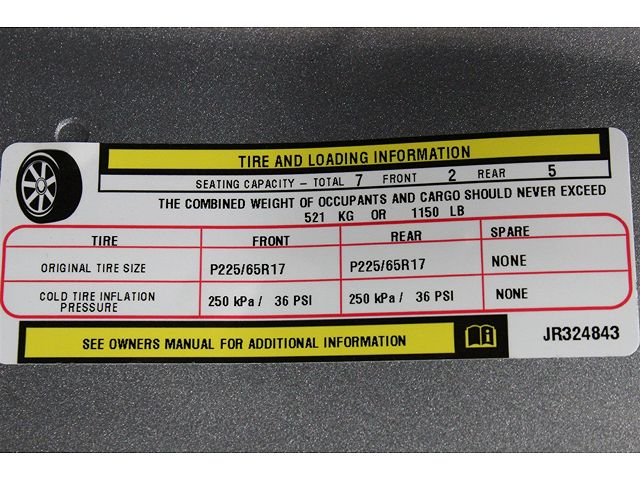 TIRE AND LOADING INFORMATION
SEATING CAPACITY – TOTAL 7 FRONT 2 REAR 5
THE COMBINED WEIGHT OF OCCUPANTS AND CARGO SHOULD NEVER EXCEED
521 KG OR 1150 LB
TIRE FRONT REAR SPARE
ORIGINAL TIRE SIZE P225/65R17 P225/65R17 NONE
COLD TIRE INFLATION PRESSURE 250 kPa / 36 PSI 250 kPa / 36 PSI NONE
SEE OWNERS MANUAL FOR ADDITIONAL INFORMATION
JR324843